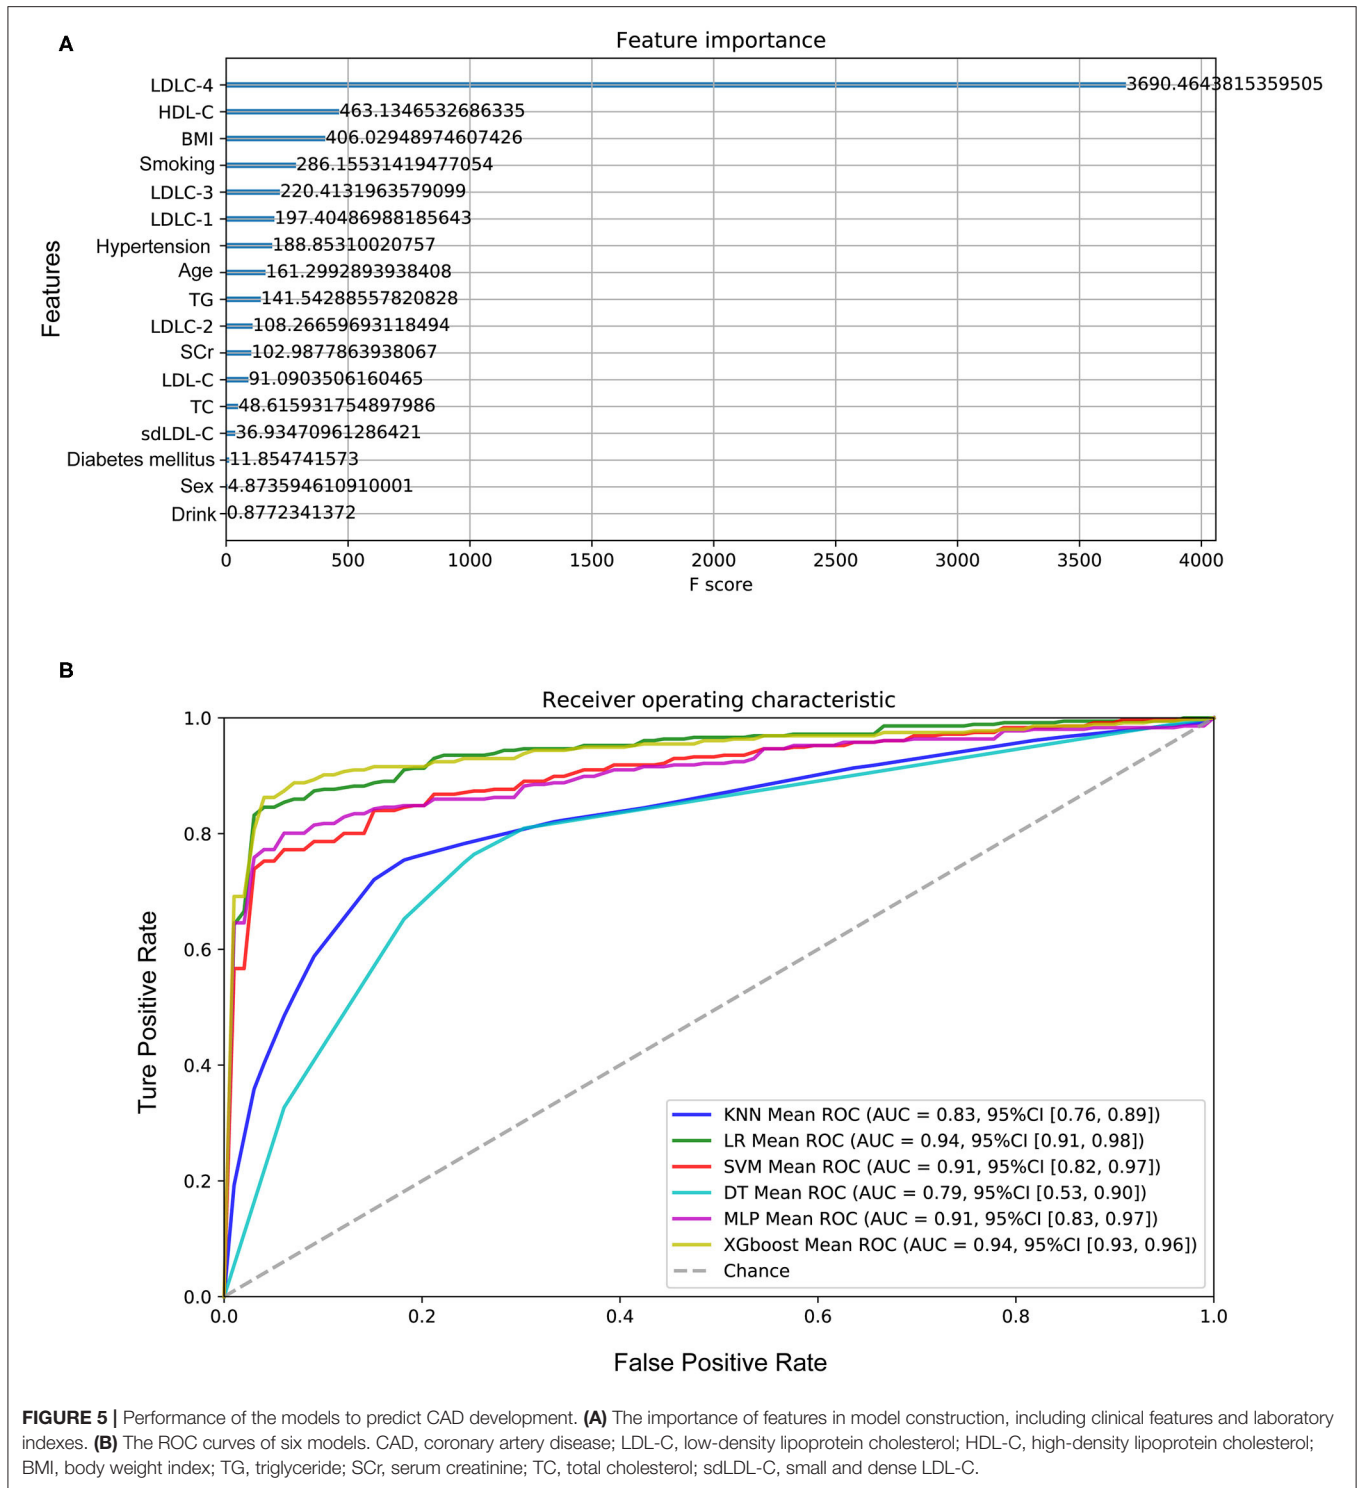 A
Feature importance
LDLC-4 3690.4643815359505
HDL-C 463.1346532686335
BMI 406.02948974607426
Smoking 286.15531419477054
LDLC-3 220.4131963579099
LDLC-1 197.40486988185643
Hypertension 188.85310020757
Age 161.2992893938408
TG 141.54288557820828
LDLC-2 108.26659693118494
SCr 102.9877863938067
LDL-C 91.0903506160465
TC 48.615931754897986
sdLDL-C 36.93470961286421
Diabetes mellitus 11.854741573
Sex 4.873594610910001
Drink 0.8772341372
Features
0 500 1000 1500 2000 2500 3000 3500 4000
F score
B
Receiver operating characteristic
1.0
0.8
0.6
0.4
0.2
0.0
Ture Positive Rate
KNN Mean ROC (AUC = 0.83, 95%CI [0.76, 0.89])
LR Mean ROC (AUC = 0.94, 95%CI [0.91, 0.98])
SVM Mean ROC (AUC = 0.91, 95%CI [0.82, 0.97])
DT Mean ROC (AUC = 0.79, 95%CI [0.53, 0.90])
MLP Mean ROC (AUC = 0.91, 95%CI [0.83, 0.97])
XGboost Mean ROC (AUC = 0.94, 95%CI [0.93, 0.96])
Chance
0.0 0.2 0.4 0.6 0.8 1.0
False Positive Rate
FIGURE 5 | Performance of the models to predict CAD development. (A) The importance of features in model construction, including clinical features and laboratory
indexes. (B) The ROC curves of six models. CAD, coronary artery disease; LDL-C, low-density lipoprotein cholesterol; HDL-C, high-density lipoprotein cholesterol;
BMI, body weight index; TG, triglyceride; SCr, serum creatinine; TC, total cholesterol; sdLDL-C, small and dense LDL-C.